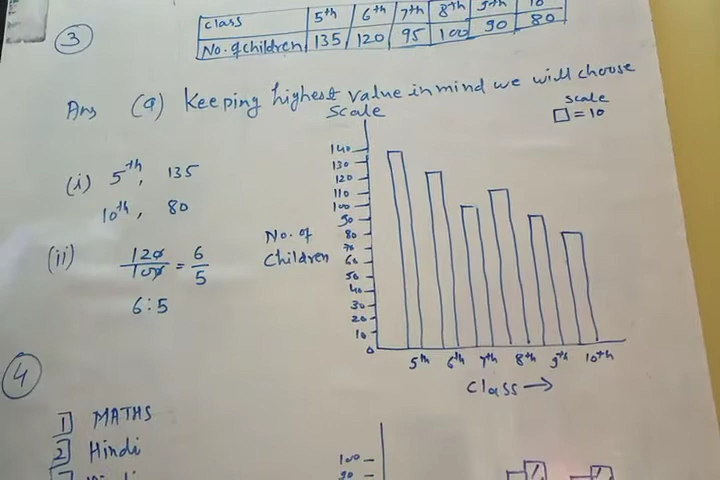 3
class 5th 6th 7th 8th 9th 10
No. of children 135 120 95 100 90 80
Ans (a) Keeping highest value in mind we will choose
scale
scale
□ = 10
(i) 5th, 135
10th, 80
(ii) 120/100 = 6/5
6:5
No. of
children
140
130
120
110
100
90
80
70
60
50
40
30
20
10
0
5th 6th 7th 8th 9th 10th
class →
4
1 MATHS
2 Hindi
100
90